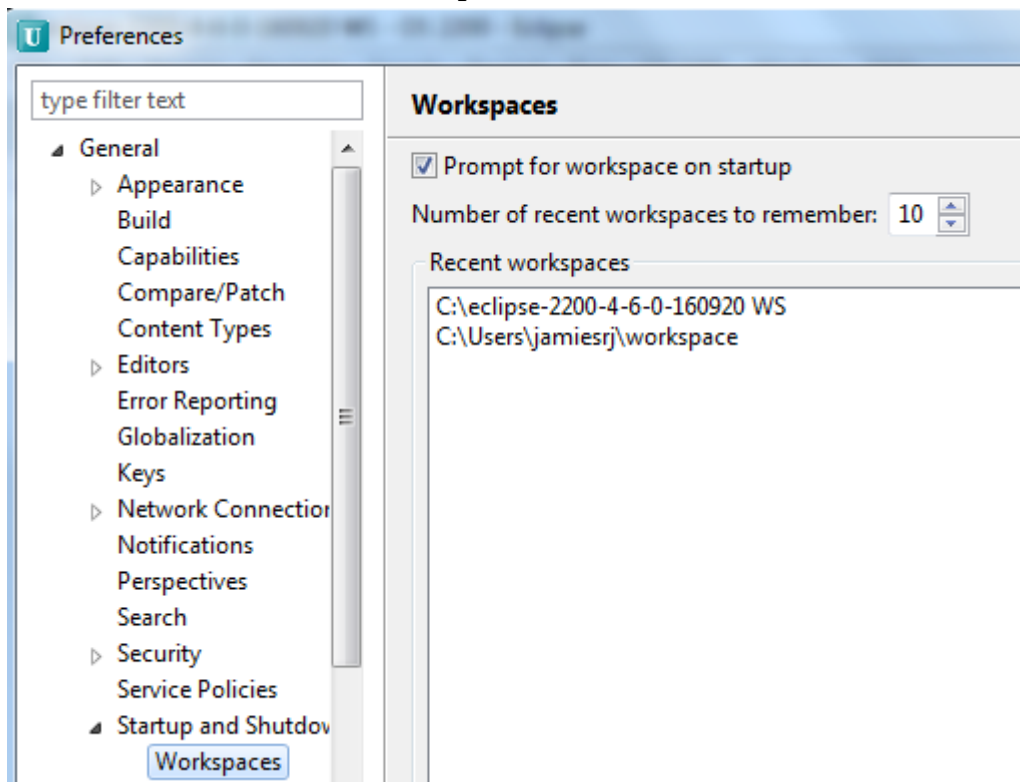 U Preferences
type filter text
General
Appearance
Build
Capabilities
Compare/Patch
Content Types
Editors
Error Reporting
Globalization
Keys
Network Connection
Notifications
Perspectives
Search
Security
Service Policies
Startup and Shutdow
Workspaces
Workspaces
Prompt for workspace on startup
Number of recent workspaces to remember: 10
Recent workspaces
C:\eclipse-2200-4-6-0-160920 WS
C:\Users\jamiesrj\workspace